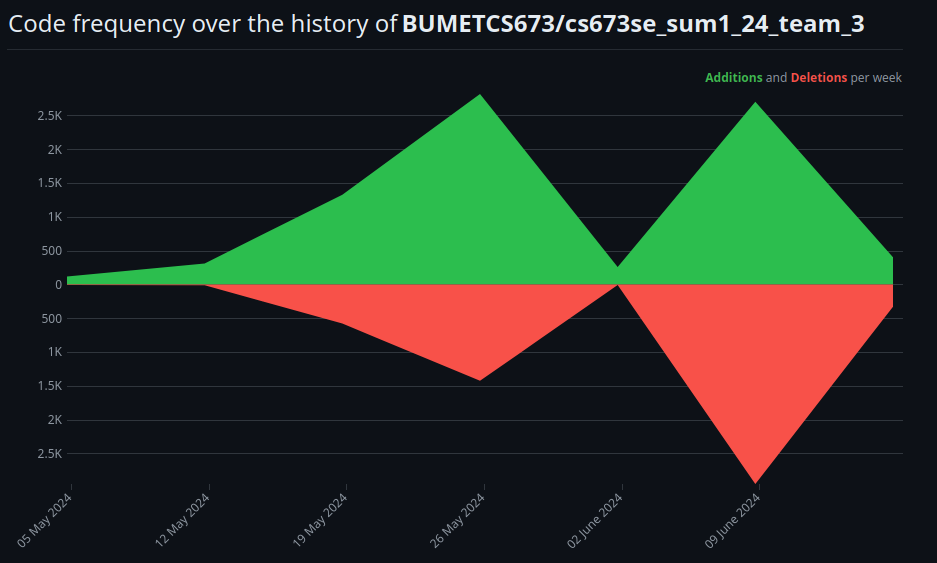 Code frequency over the history of BUMETCS673/cs673se_sum1_24_team_3
Additions and Deletions per week
2.5K
2K
1.5K
1K
500
0
500
1K
1.5K
2K
2.5K
05 May 2024
12 May 2024
19 May 2024
26 May 2024
02 June 2024
09 June 2024